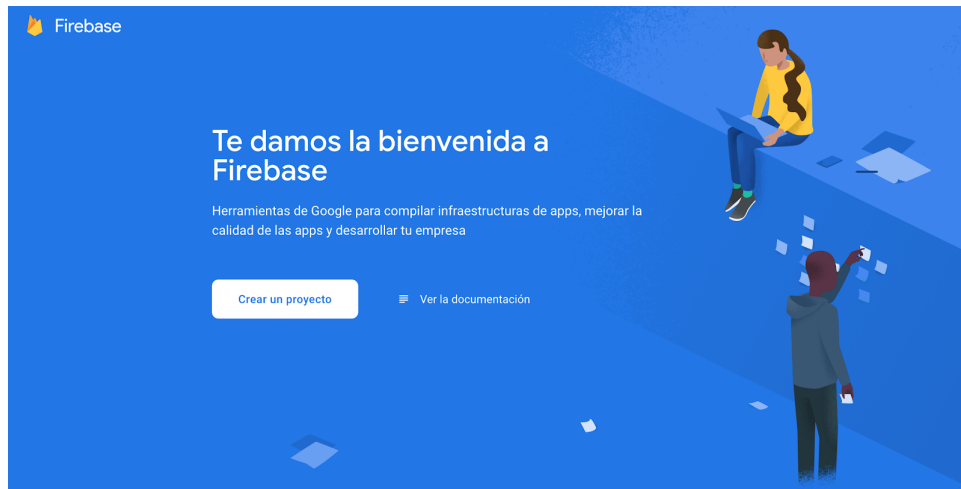 Firebase
Te damos la bienvenida a
Firebase
Herramientas de Google para compilar infraestructuras de apps, mejorar la
calidad de las apps y desarrollar tu empresa
Crear un proyecto
Ver la documentación